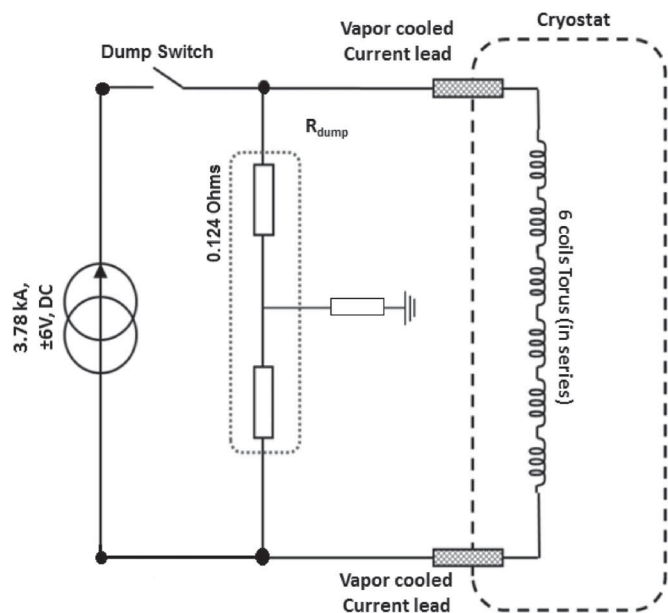 Vapor cooled
Current lead
Cryostat
Dump Switch
R_dump
0.124 Ohms
3.78 kA,
±6V, DC
6 coils Torus (in series)
Vapor cooled
Current lead